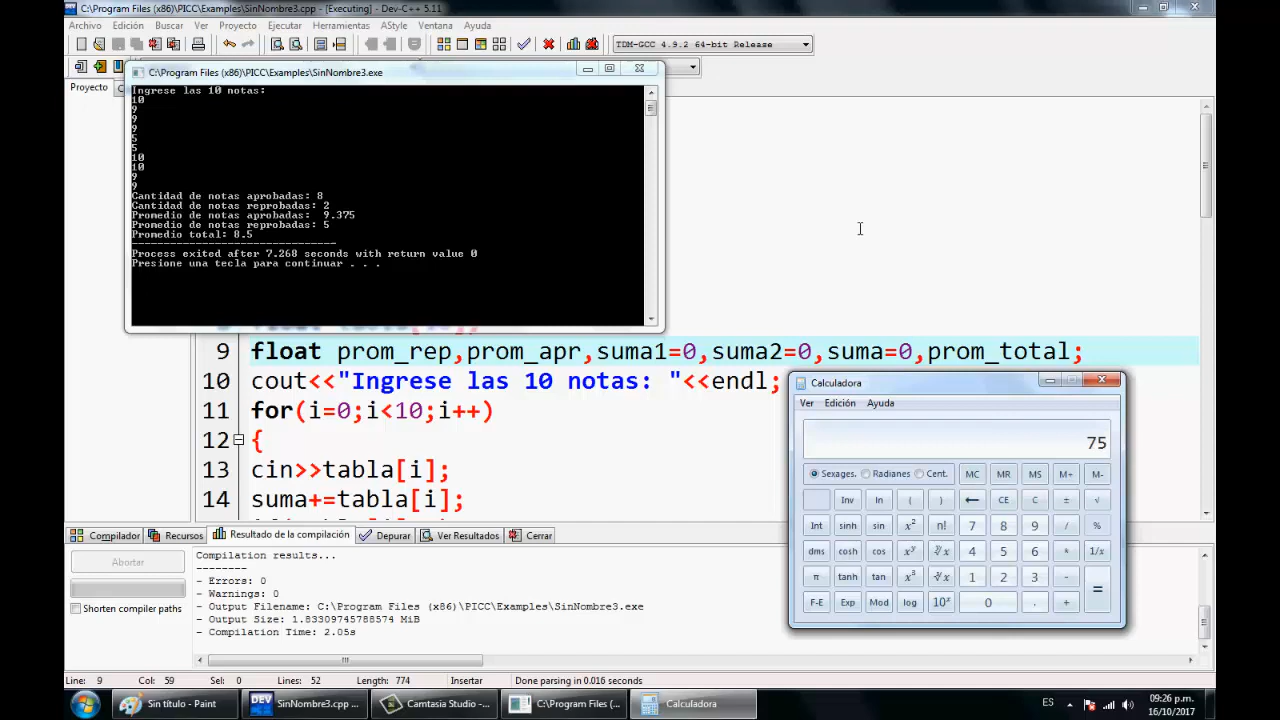 C:\Program Files (x86)\PICC\Examples\SinNombre3.cpp - [Executing] - Dev-C++ 5.11
Archivo Edición Buscar Ver Proyecto Ejecutar Herramientas AStyle Ventana Ayuda
TDM-GCC 4.9.2 64-bit Release
Proyecto
C:\Program Files (x86)\PICC\Examples\SinNombre3.exe
Ingrese las 10 notas:
10
9
9
9
5
5
10
10
9
9
Cantidad de notas aprobadas: 8
Cantidad de notas reprobadas: 2
Promedio de notas aprobadas:  9.375
Promedio de notas reprobadas: 5
Promedio total: 8.5
--------------------------------
Process exited after 7.268 seconds with return value 0
Presione una tecla para continuar . . .
9 float prom_rep,prom_apr,suma1=0,suma2=0,suma=0,prom_total;
10 cout<<"Ingrese las 10 notas: "<<endl;
11 for(i=0;i<10;i++)
12 {
13 cin>>tabla[i];
14 suma+=tabla[i];
Calculadora
Ver Edición Ayuda
75
Sexages. Radianes Cent. MC MR MS M+ M-
Inv ln ( ) ← CE C ± √
Int sinh sin x² n! 7 8 9 / %
dms cosh cos xʸ ʸ√x 4 5 6 * 1/x
π tanh tan x³ ³√x 1 2 3 - =
F-E Exp Mod log 10ˣ 0 . +
Compilador Recursos Resultado de la compilación Depurar Ver Resultados Cerrar
Abortar
Shorten compiler paths
Compilation results...
--------
- Errors: 0
- Warnings: 0
- Output Filename: C:\Program Files (x86)\PICC\Examples\SinNombre3.exe
- Output Size: 1.83309745788574 MiB
- Compilation Time: 2.05s
Line: 9 Col: 59 Sel: 0 Lines: 52 Length: 774 Insertar Done parsing in 0.016 seconds
Sin título - Paint SinNombre3.cpp ... Camtasia Studio -... C:\Program Files (... Calculadora ES 09:26 p.m.
16/10/2017